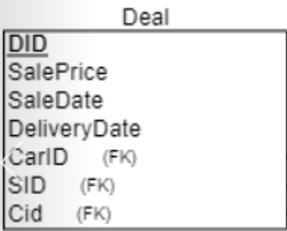 Deal
DID
SalePrice
SaleDate
DeliveryDate
CarID (FK)
SID (FK)
Cid (FK)